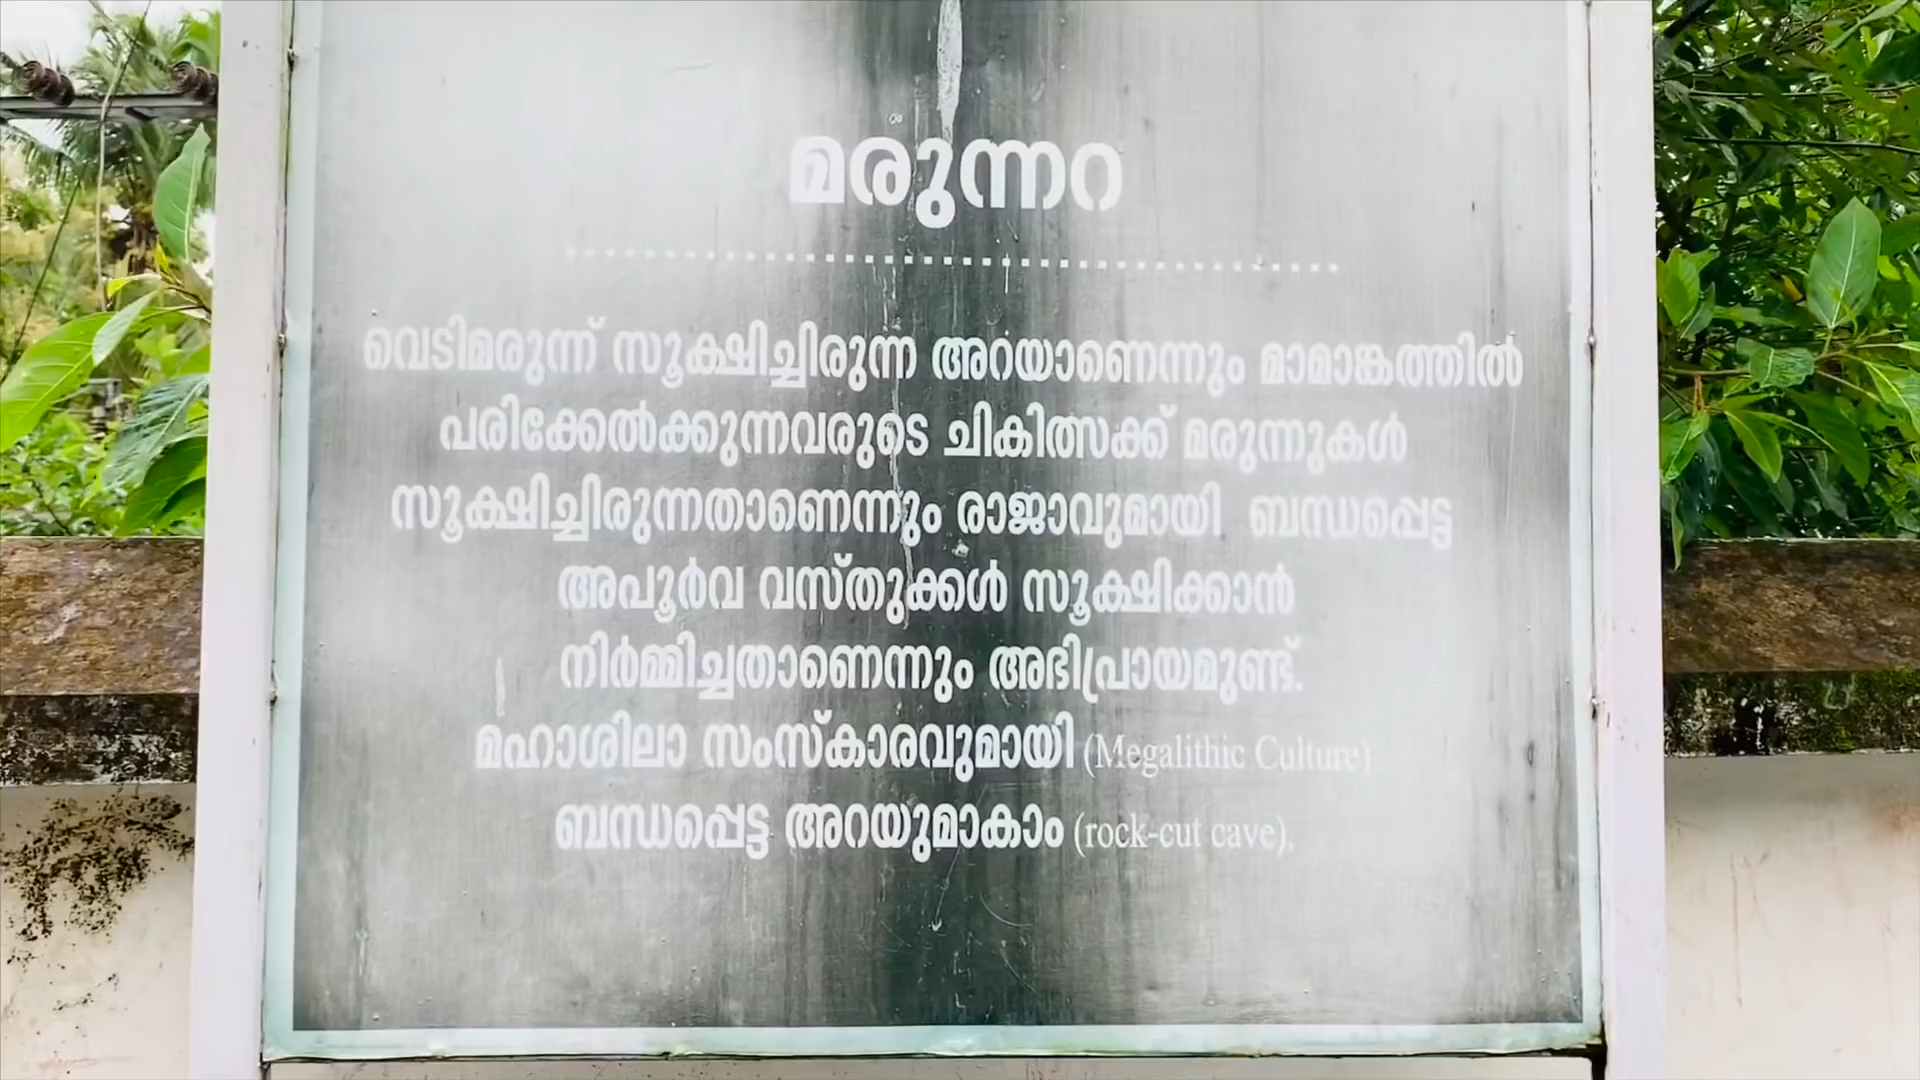 മരുന്നറ
വെടിമരുന്ന് സൂക്ഷിച്ചിരുന്ന അറയാണെന്നും മാമാങ്കത്തിൽ
പരിക്കേൽക്കുന്നവരുടെ ചികിത്സക്ക് മരുന്നുകൾ
സൂക്ഷിച്ചിരുന്നതാണെന്നും രാജാവുമായി ബന്ധപ്പെട്ട
അപൂർവ വസ്തുക്കൾ സൂക്ഷിക്കാൻ
നിർമ്മിച്ചതാണെന്നും അഭിപ്രായമുണ്ട്.
മഹാശിലാ സംസ്കാരവുമായി (Megalithic Culture)
ബന്ധപ്പെട്ട അറയുമാകാം (rock-cut cave).